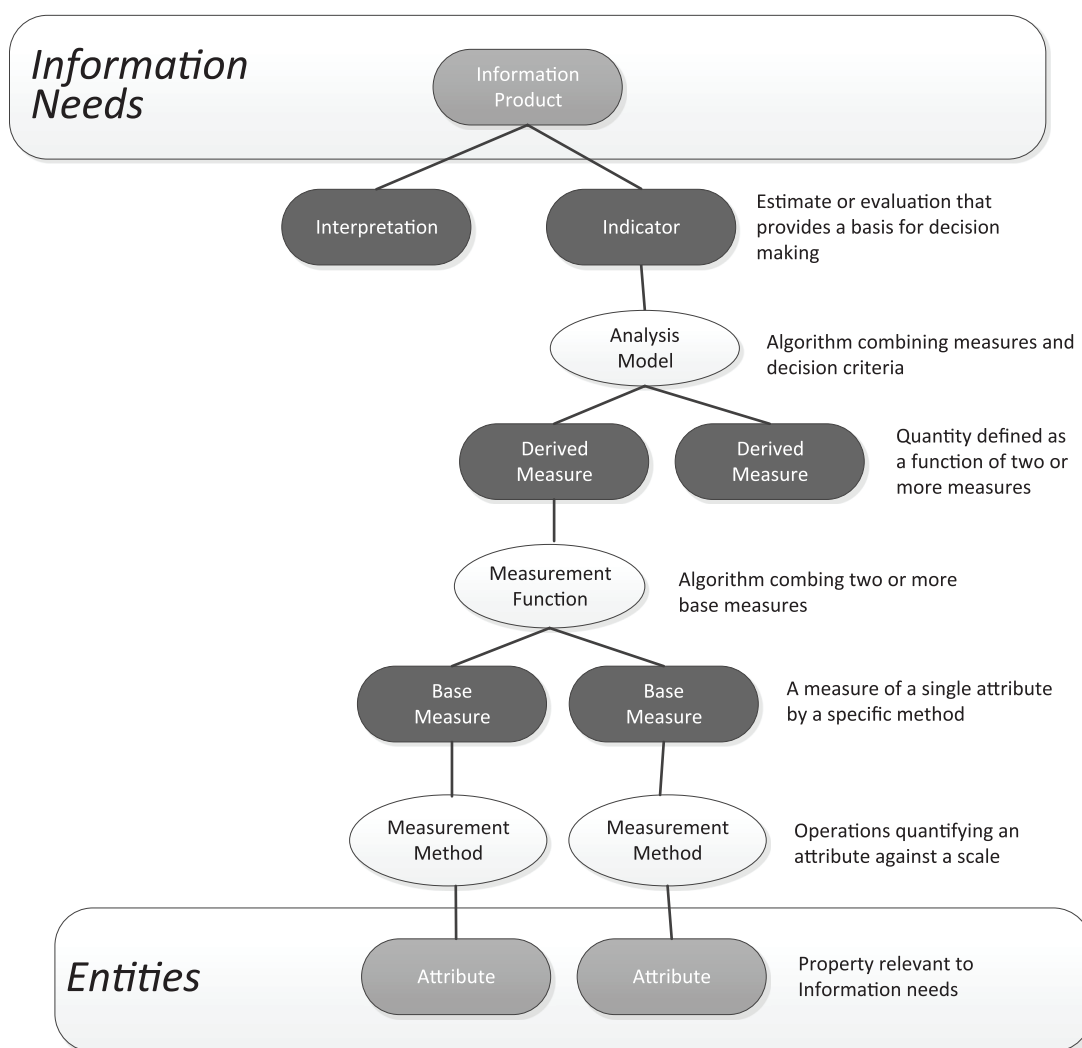 Information
Needs
Information
Product
Interpretation
Indicator
Estimate or evaluation that
provides a basis for decision
making
Analysis
Model
Algorithm combining measures and
decision criteria
Derived
Measure
Derived
Measure
Quantity defined as
a function of two or
more measures
Measurement
Function
Algorithm combing two or more
base measures
Base
Measure
Base
Measure
A measure of a single attribute
by a specific method
Measurement
Method
Measurement
Method
Operations quantifying an
attribute against a scale
Entities
Attribute
Attribute
Property relevant to
Information needs